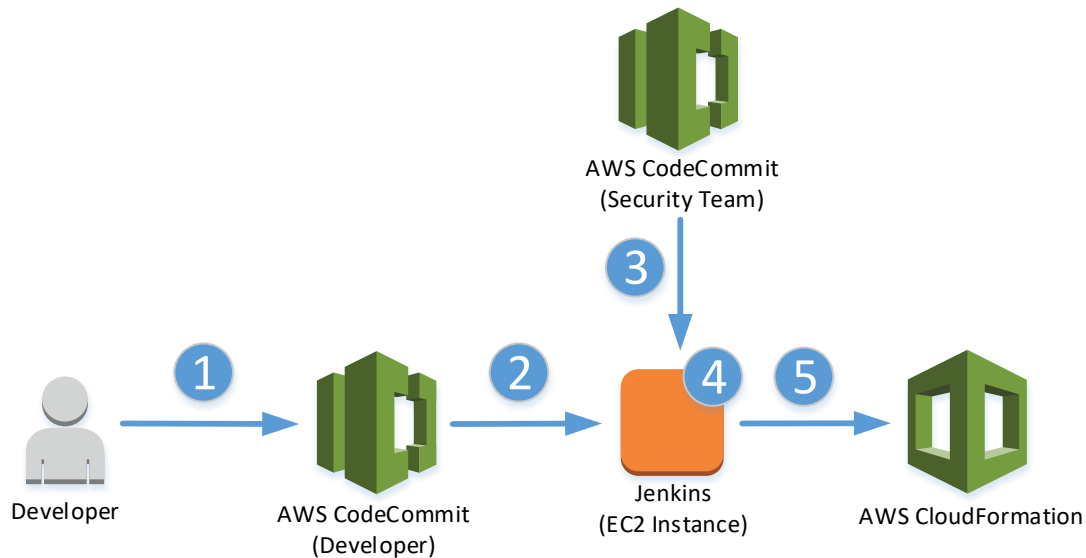 AWS CodeCommit
(Security Team)
3
1
2
4
5
Developer
AWS CodeCommit
(Developer)
Jenkins
(EC2 Instance)
AWS CloudFormation